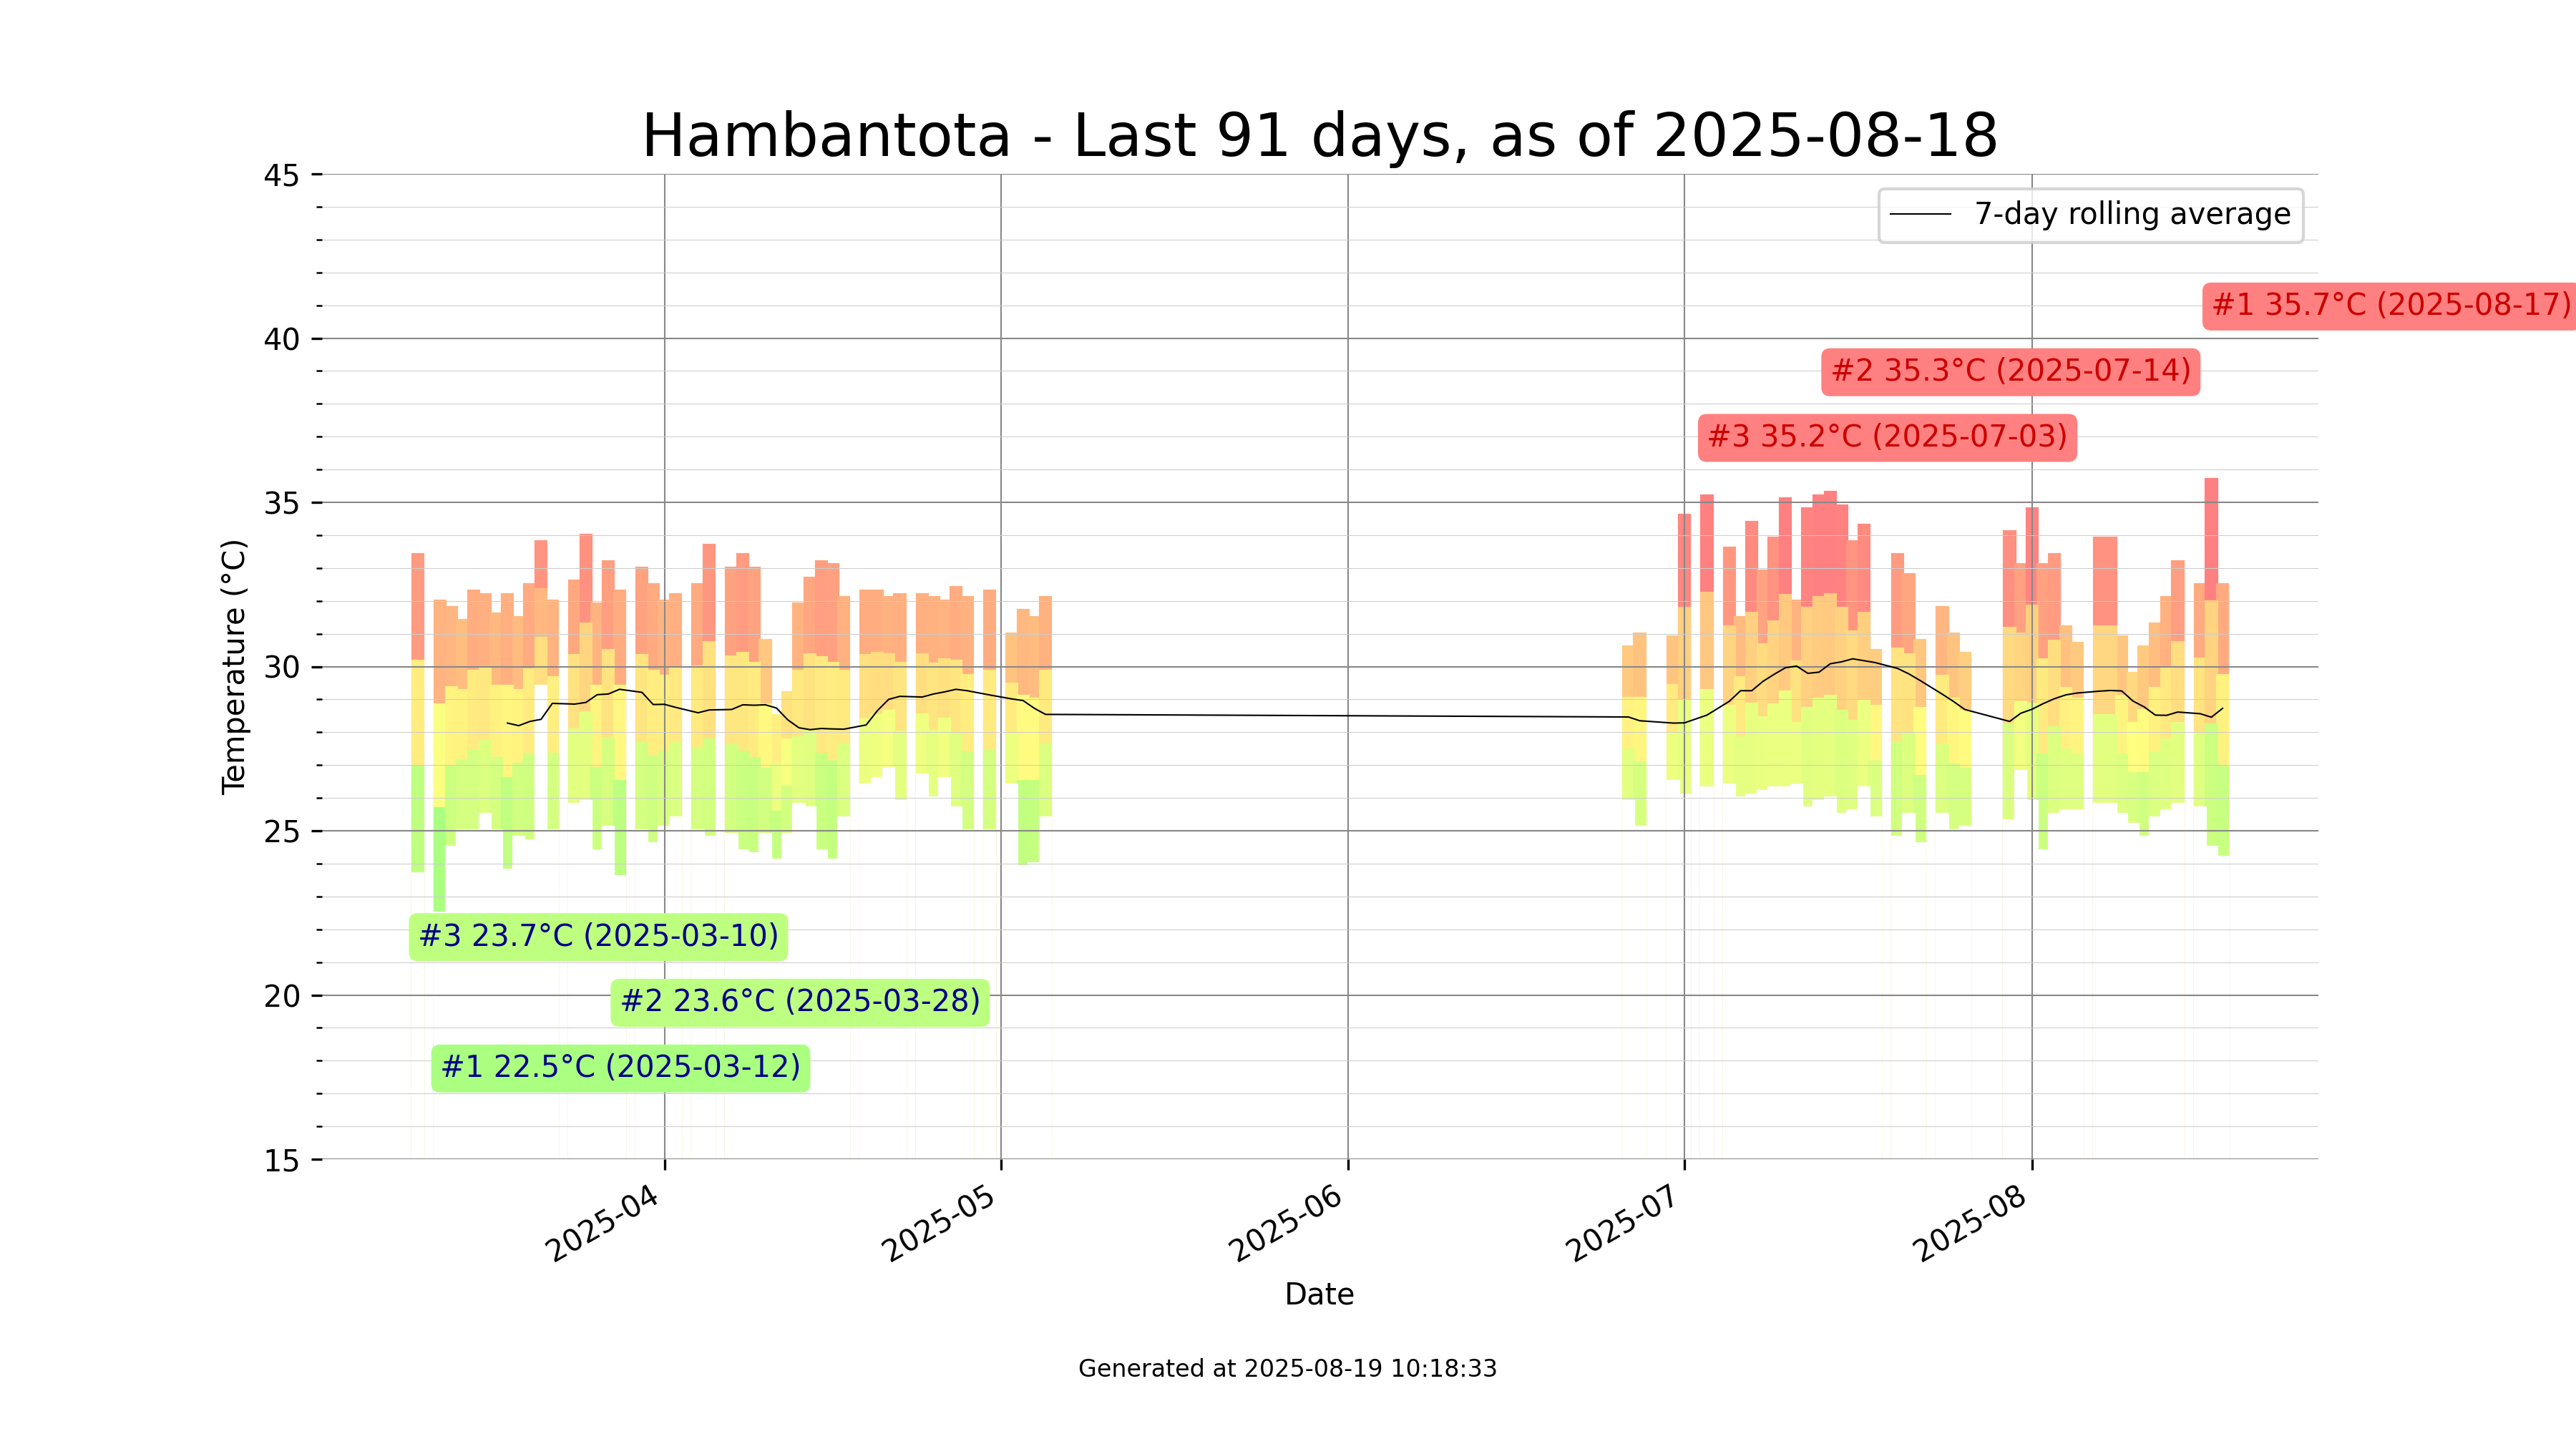 Hambantota - Last 91 days, as of 2025-08-18
45
7-day rolling average
#1 35.7°C (2025-08-17)
40
#2 35.3°C (2025-07-14)
#3 35.2°C (2025-07-03)
35
Temperature (°C)
30
25
#3 23.7°C (2025-03-10)
20
#2 23.6°C (2025-03-28)
#1 22.5°C (2025-03-12)
15
2025-04
2025-05
2025-06
2025-07
2025-08
Date
Generated at 2025-08-19 10:18:33